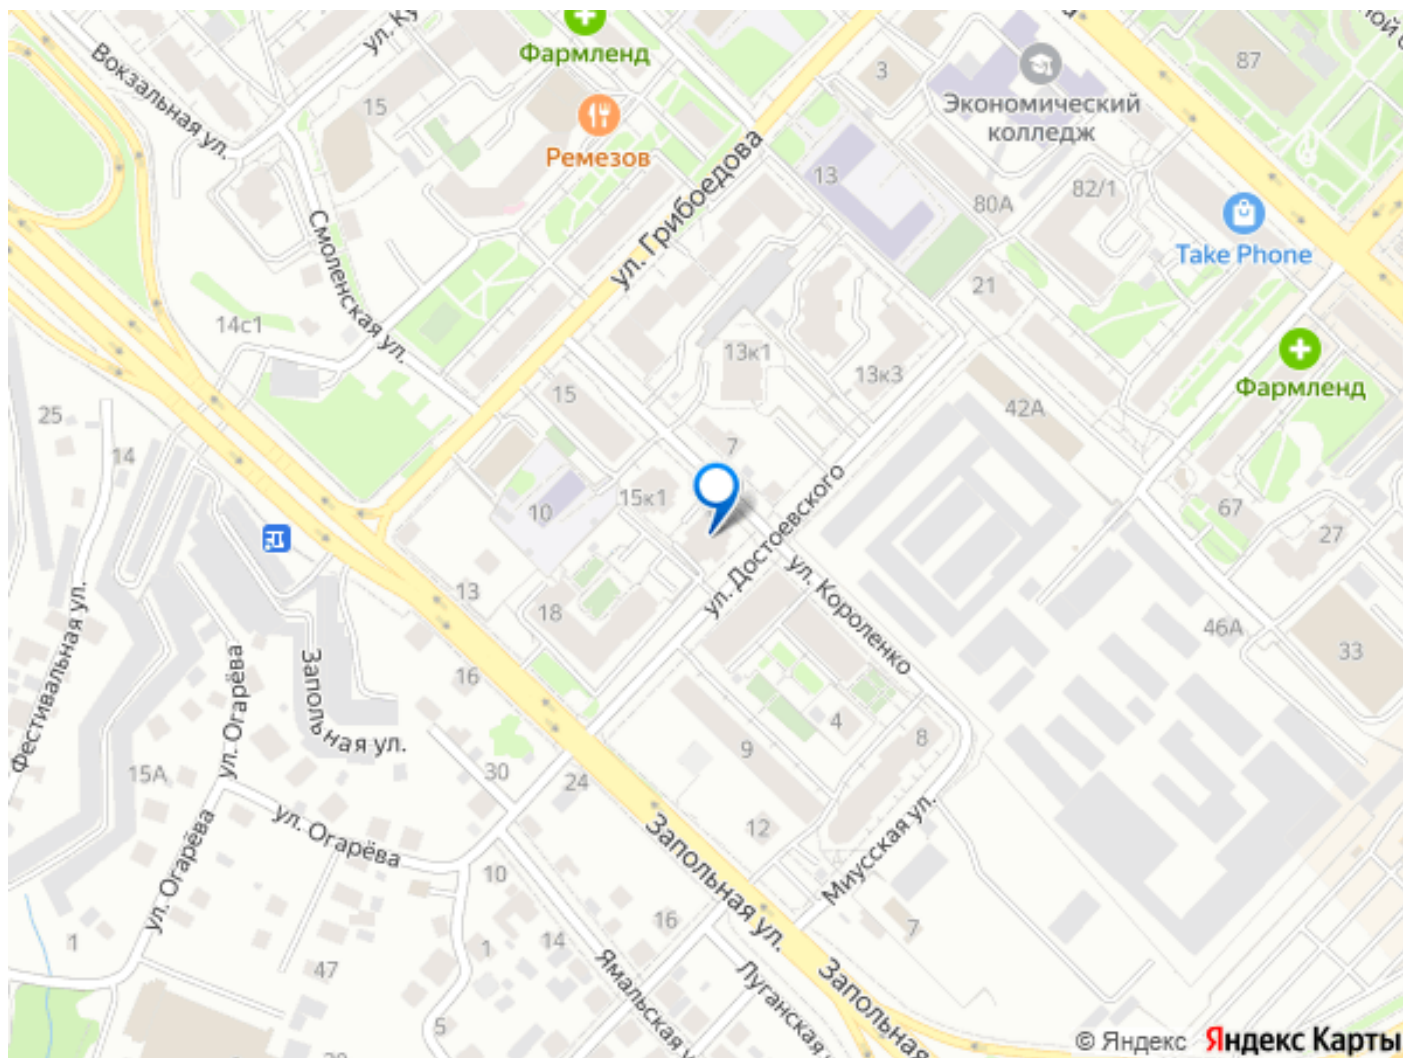 Вокзальная ул.
Фармленд
15
Ремезов
3
Экономический
колледж
87
ул. Грибоедова
13
80А
82/1
Take Phone
Смоленская ул.
14с1
13к1
13к3
21
Фармленд
25
14
15
42А
7
15к1
10
ул. Достоевского
67
27
ул. Короленко
13
18
46А
33
Фестивальная ул.
ул. Огарёва
Запольная ул.
16
4
8
9
15А
30
24
12
ул. Огарёва
ул. Огарёва
Запольная ул.
Миусская ул.
10
16
7
1
1
14
47
Ямальская у
Луганская
Запольная
5
© Яндекс
Яндекс Карты